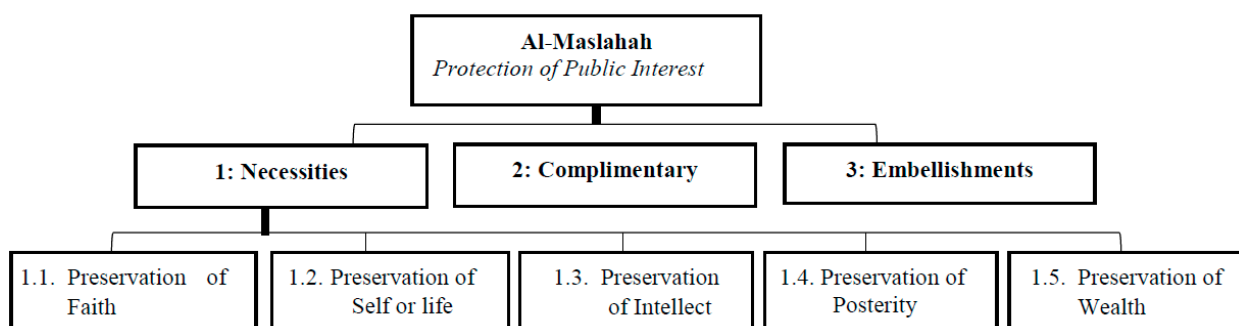 Al-Maslahah
Protection of Public Interest
1: Necessities
2: Complimentary
3: Embellishments
1.1. Preservation of
Faith
1.2. Preservation of
Self or life
1.3. Preservation
of Intellect
1.4. Preservation of
Posterity
1.5. Preservation of
Wealth